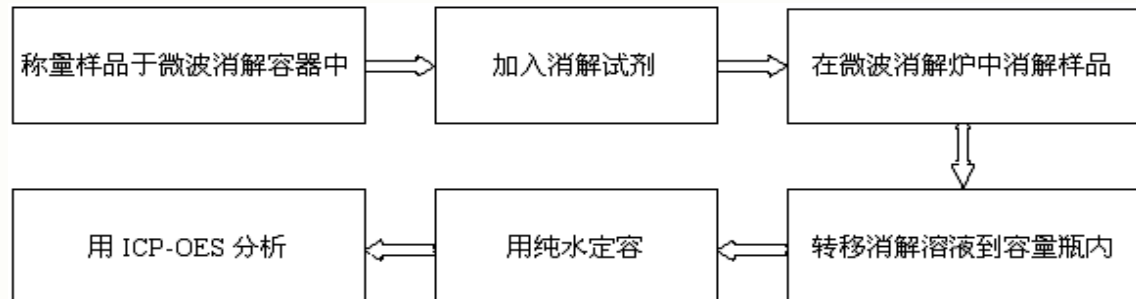 称量样品于微波消解容器中
加入消解试剂
在微波消解炉中消解样品
转移消解溶液到容量瓶内
用纯水定容
用 ICP-OES 分析